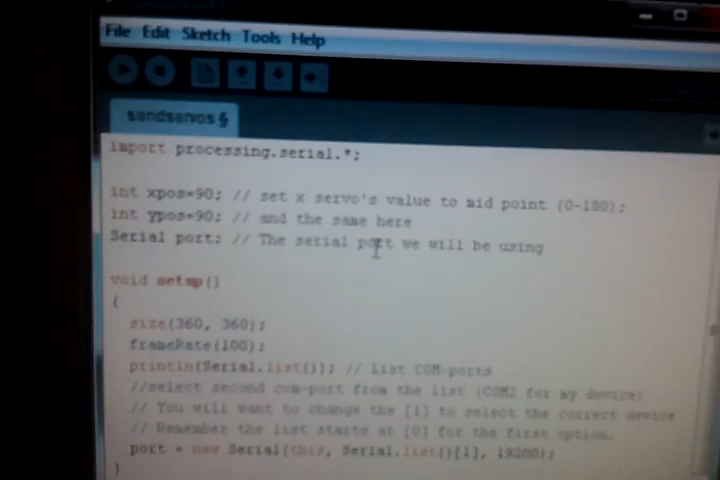 File Edit Sketch Tools Help
sendservos §
import processing.serial.*;
int xpos=90; // set x servo's value to mid point (0-180);
int ypos=90; // and the same here
Serial port; // The serial port we will be using
void setup()
{
size(360, 360);
frameRate(100);
println(Serial.list()); // List COM-ports
//select second com-port from the list (COM2 for my device)
// You will want to change the [1] to select the correct device
// Remember the list starts at [0] for the first option.
port = new Serial(this, Serial.list()[1], 19200);
}